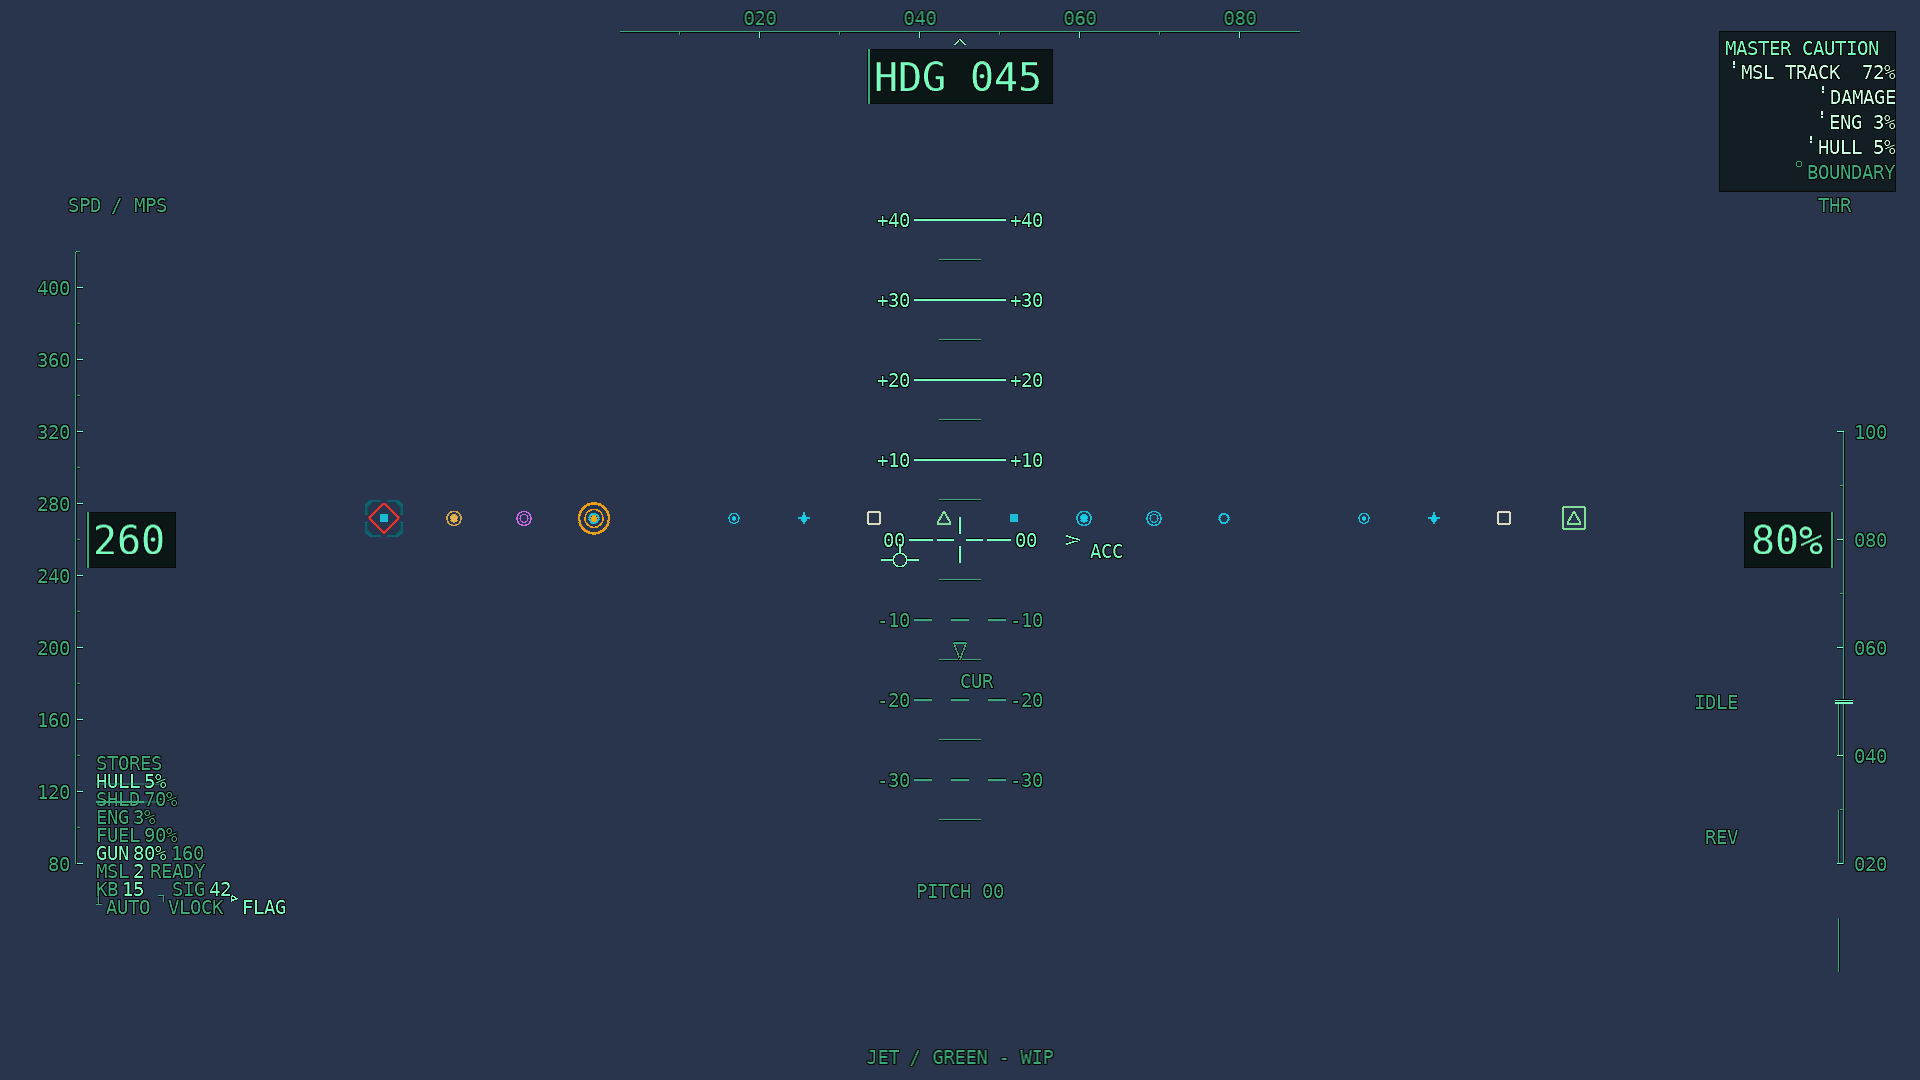 020 040 060 080
HDG 045
MASTER CAUTION
!MSL TRACK 72%
!DAMAGE
!ENG 3%
!HULL 5%
BOUNDARY
SPD / MPS
THR
400
360
320
280
240
200
160
120
80
260
+40 +40
+30 +30
+20 +20
+10 +10
00 00
ACC
-10 -10
CUR
-20 -20
-30 -30
PITCH 00
100
080
060
040
020
80%
IDLE
REV
STORES
HULL 5%
SHLD 70%
ENG 3%
FUEL 90%
GUN 80% 160
MSL 2 READY
KB 15 SIG 42
AUTO VLOCK FLAG
JET / GREEN - WIP